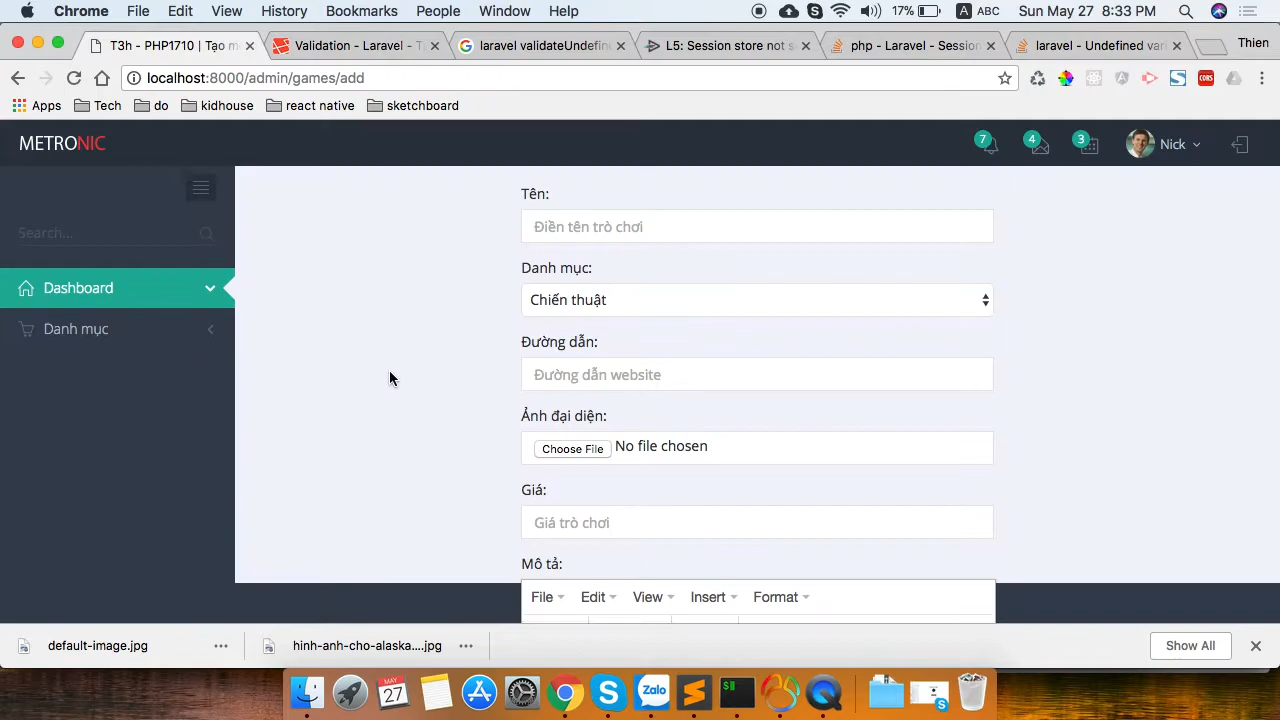 Chrome File Edit View History Bookmarks People Window Help 17% A ABC Sun May 27 8:33 PM
T3h - PHP1710 | Tạo m Validation - Laravel - T laravel validateUndefin L5: Session store not s php - Laravel - Session laravel - Undefined vari Thien
localhost:8000/admin/games/add CORS
Apps Tech do kidhouse react native sketchboard
METRONIC 7 4 3 Nick
Search...
Dashboard
Danh mục
Tên:
Điền tên trò chơi
Danh mục:
Chiến thuật
Đường dẫn:
Đường dẫn website
Ảnh đại diện:
Choose File No file chosen
Giá:
Giá trò chơi
Mô tả:
File Edit View Insert Format
default-image.jpg hinh-anh-cho-alaska....jpg Show All
MAY
27
Zalo
$